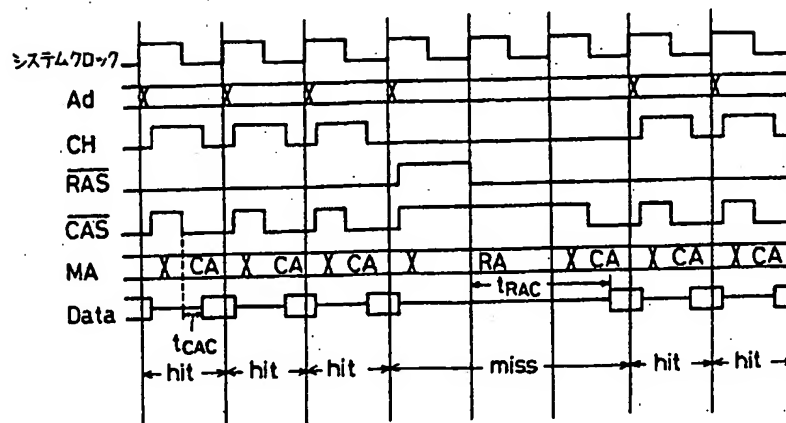 システムクロック
Ad
CH
RAS
CAS
MA CA CA CA RA CA CA CA
tRAC
Data
tCAC
hit hit hit miss hit hit